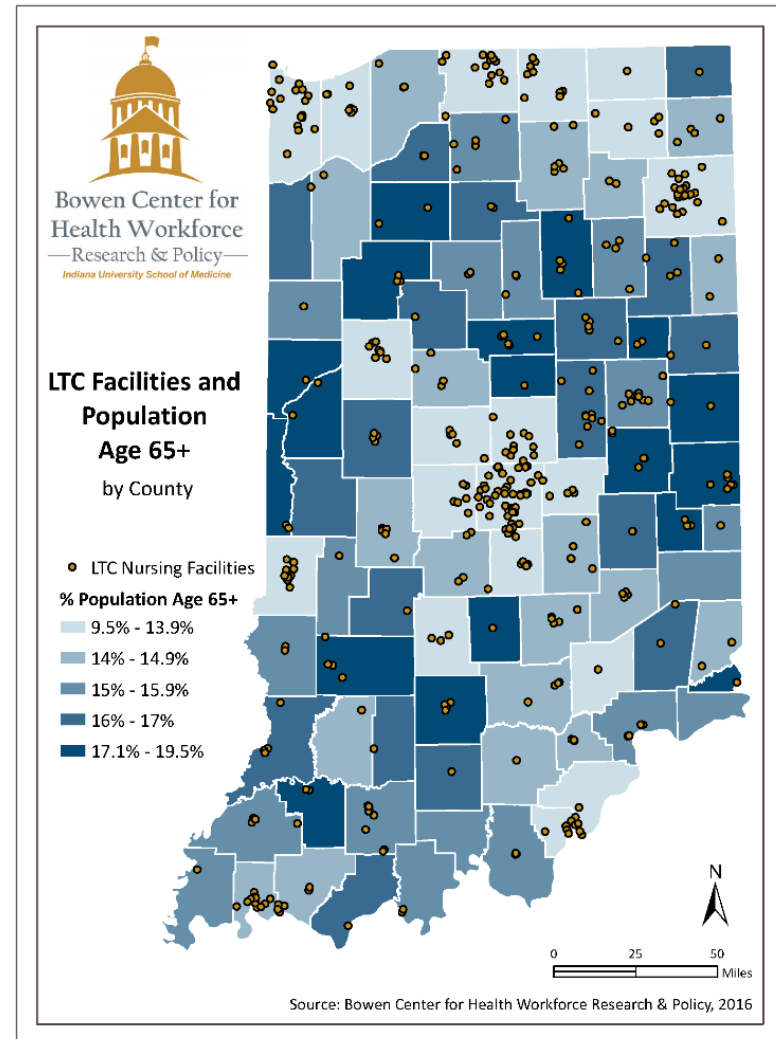 Bowen Center for
Health Workforce
Research & Policy
Indiana University School of Medicine
LTC Facilities and
Population
Age 65+
by County
LTC Nursing Facilities
% Population Age 65+
9.5% - 13.9%
14% - 14.9%
15% - 15.9%
16% - 17%
17.1% - 19.5%
N
0 25 50
Miles
Source: Bowen Center for Health Workforce Research & Policy, 2016